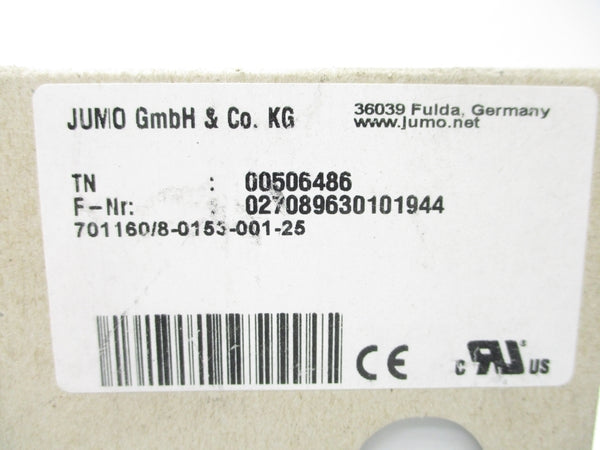 JUMO GmbH & Co. KG
36039 Fulda, Germany
www.jumo.net
TN : 00506486
F-Nr: : 027089630101944
701160/8-0153-001-25
CE
c RU US